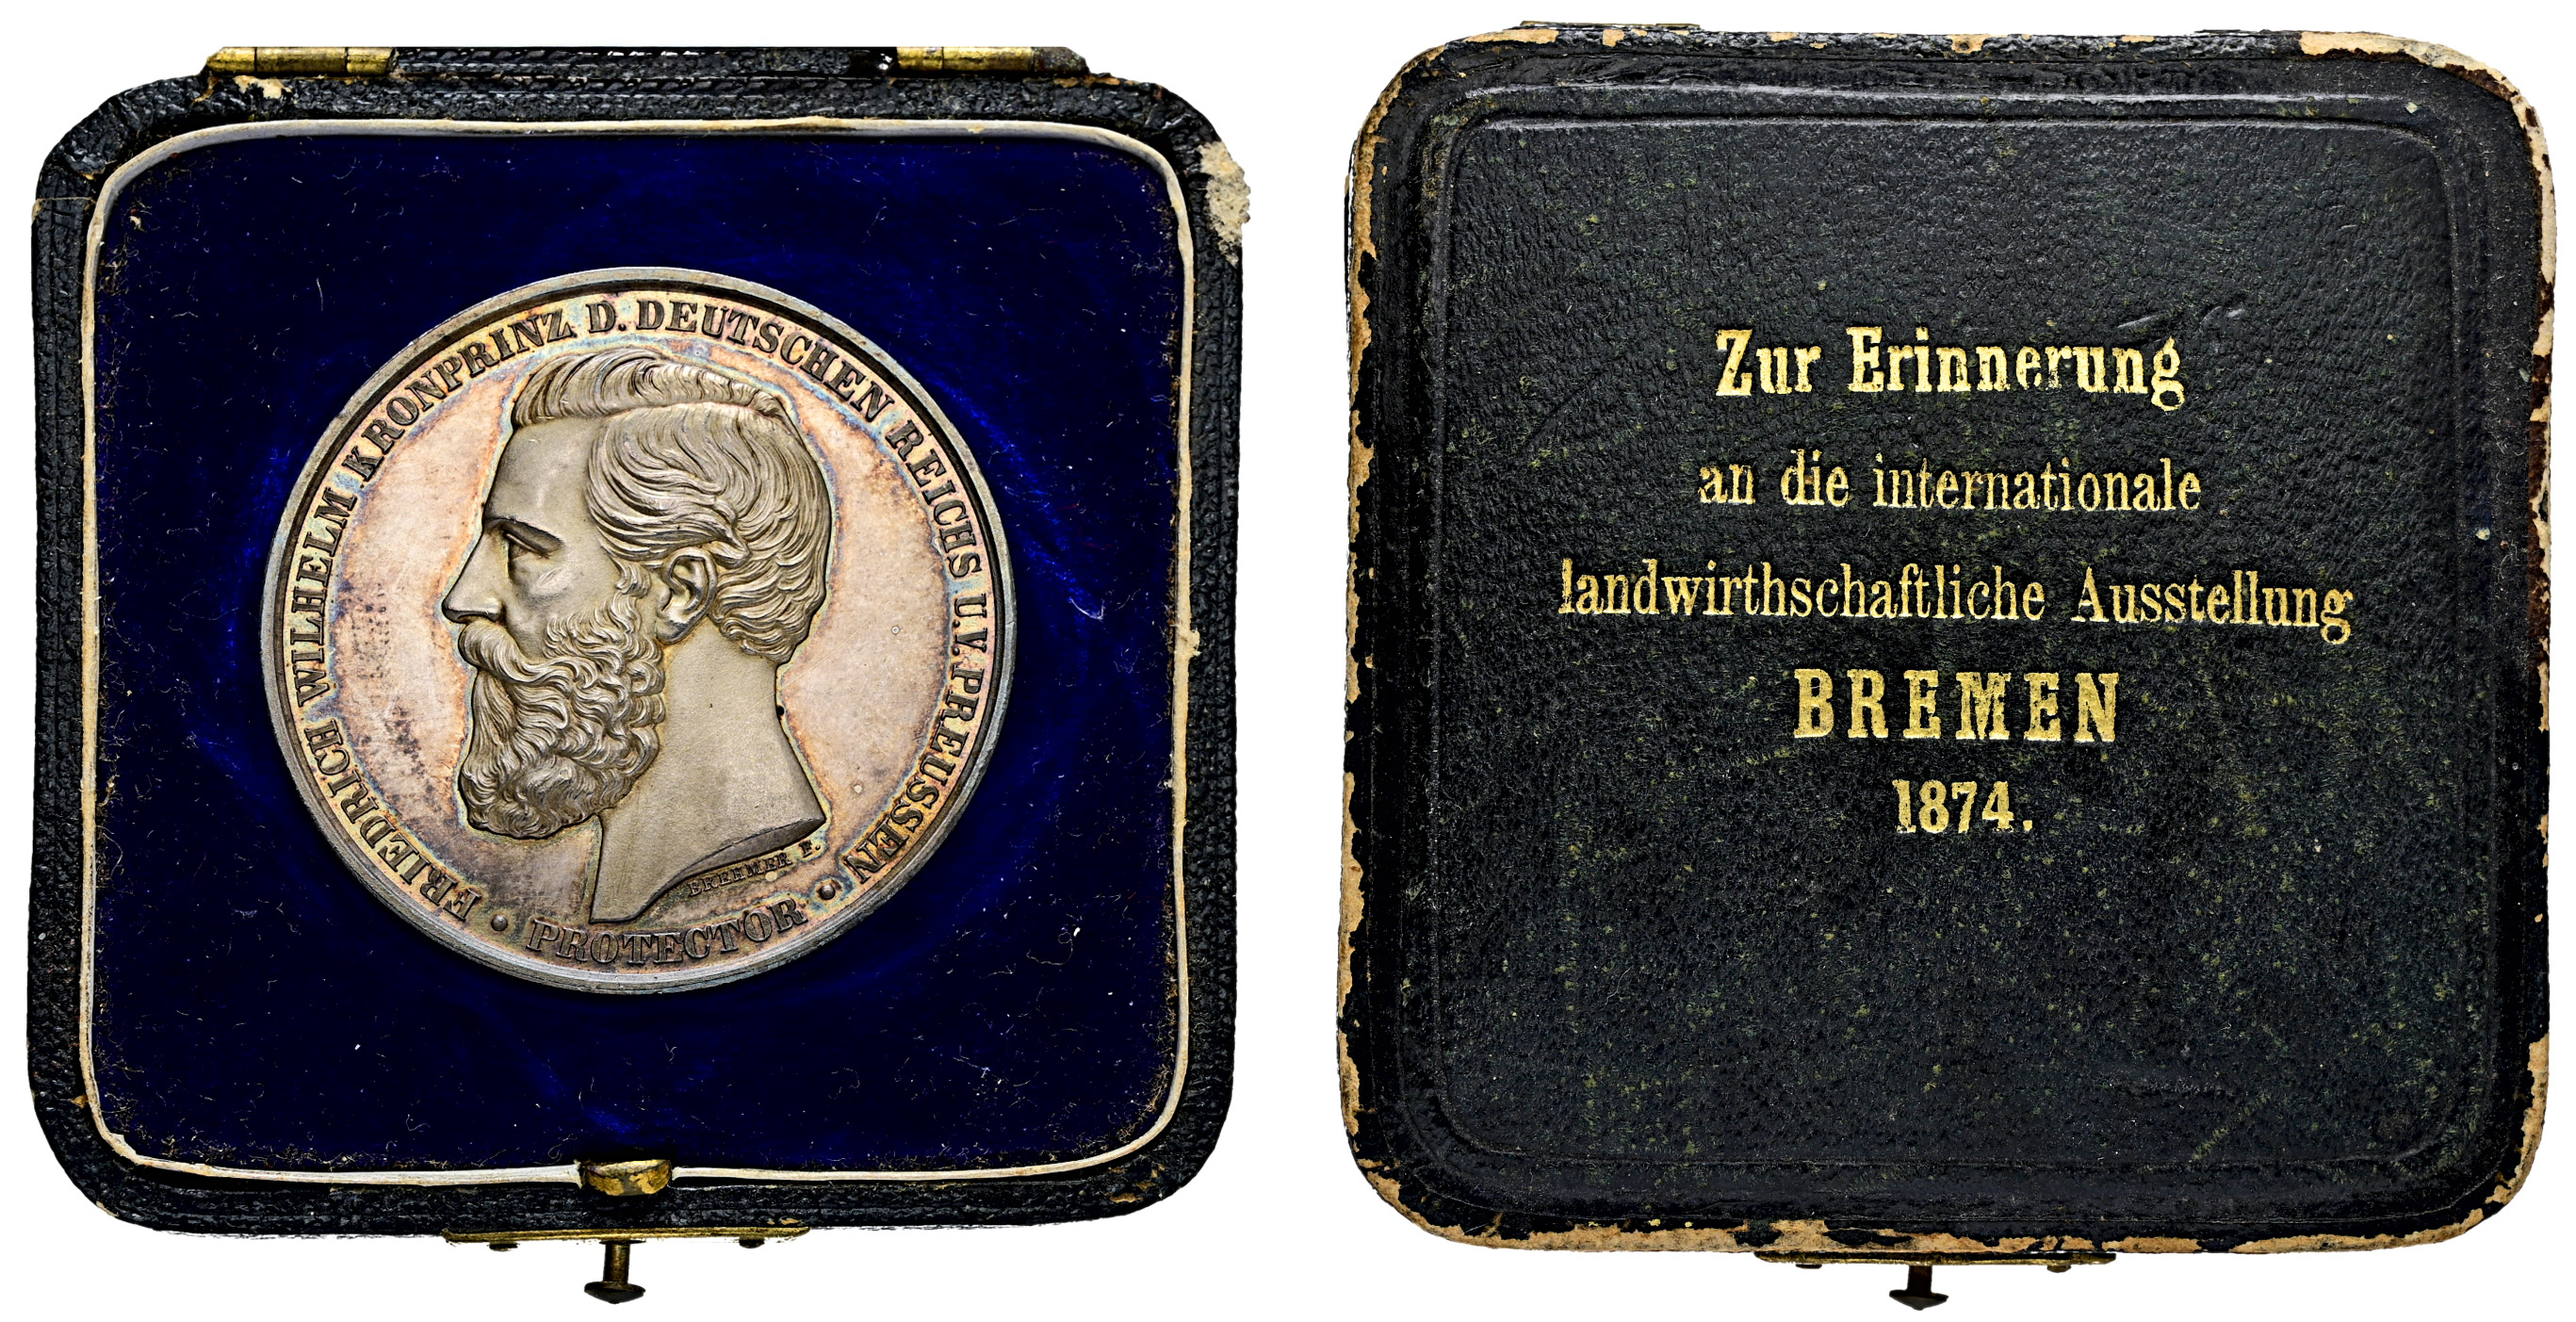 FRIEDRICH WILHELM KRONPRINZ D. DEUTSCHEN REICHS U.V. PREUSSEN
• PROTECTOR •
BREHMER F.
Zur Erinnerung
an die internationale
landwirthschaftliche Ausstellung
BREMEN
1874.